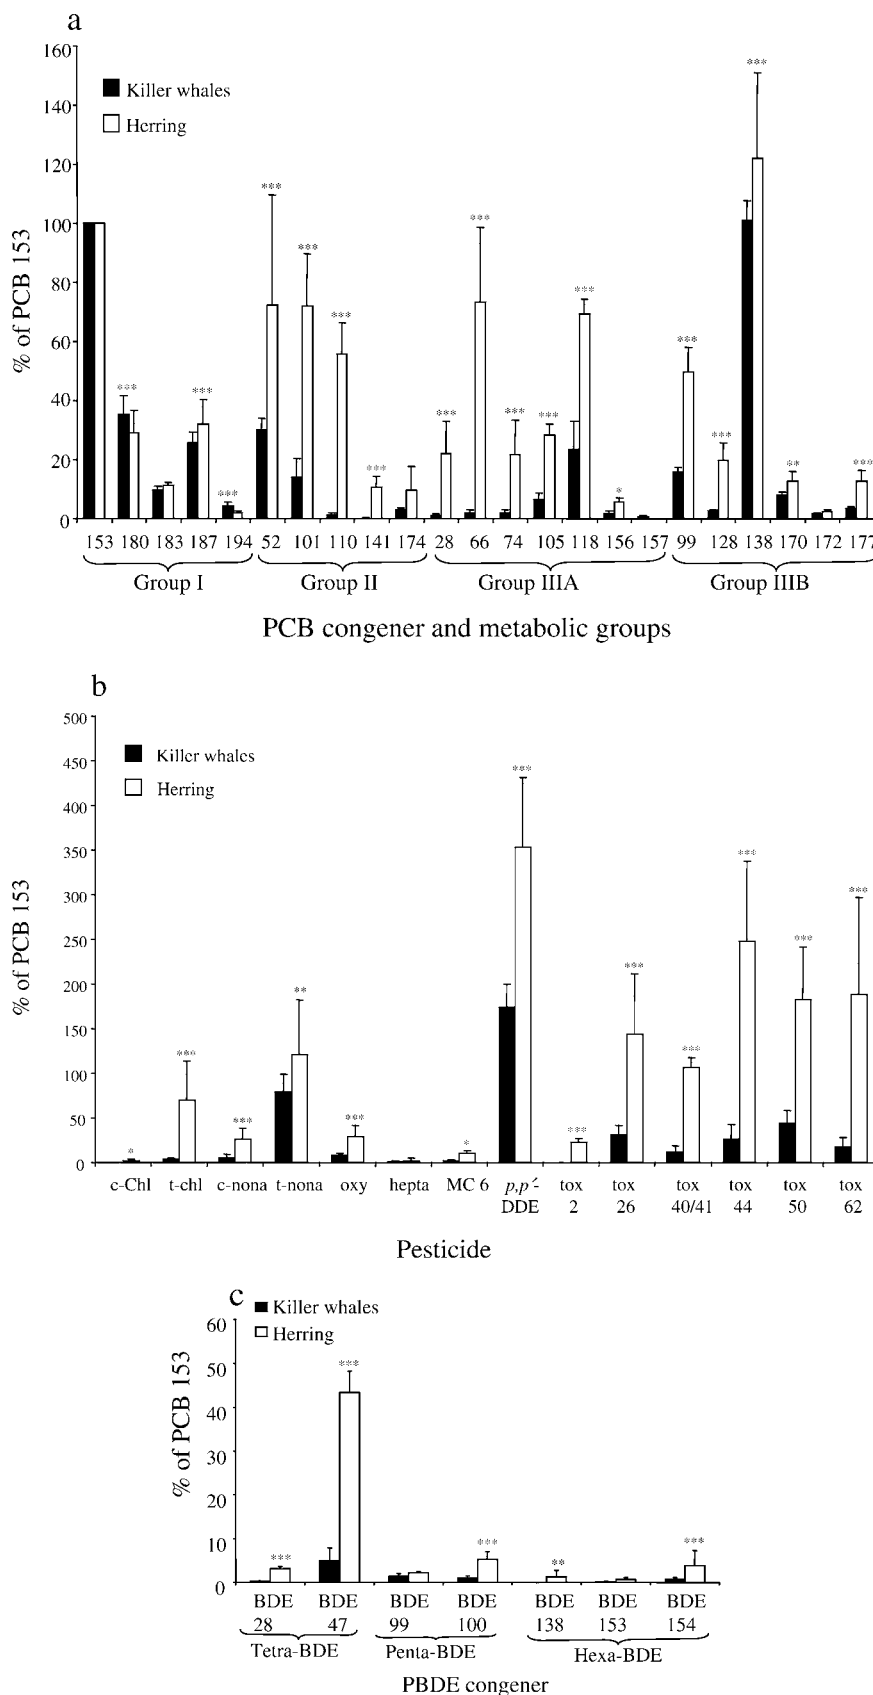 a
160
140
120
100
80
60
40
20
0
% of PCB 153
Killer whales
Herring
*** *** *** *** *** *** *** *** *** *** *** * *** *** *** ** ***
153 180 183 187 194 52 101 110 141 174 28 66 74 105 118 156 157 99 128 138 170 172 177
Group I Group II Group IIIA Group IIIB
PCB congener and metabolic groups
b
500
450
400
350
300
250
200
150
100
50
0
% of PCB 153
Killer whales
Herring
* *** *** ** *** * *** *** *** *** *** *** ***
c-Chl t-chl c-nona t-nona oxy hepta MC 6 p,p'- tox tox tox tox tox tox
DDE 2 26 40/41 44 50 62
Pesticide
c
60
50
40
30
20
10
0
% of PCB 153
Killer whales
Herring
*** *** *** ** ***
BDE BDE BDE BDE BDE BDE BDE
28 47 99 100 138 153 154
Tetra-BDE Penta-BDE Hexa-BDE
PBDE congener